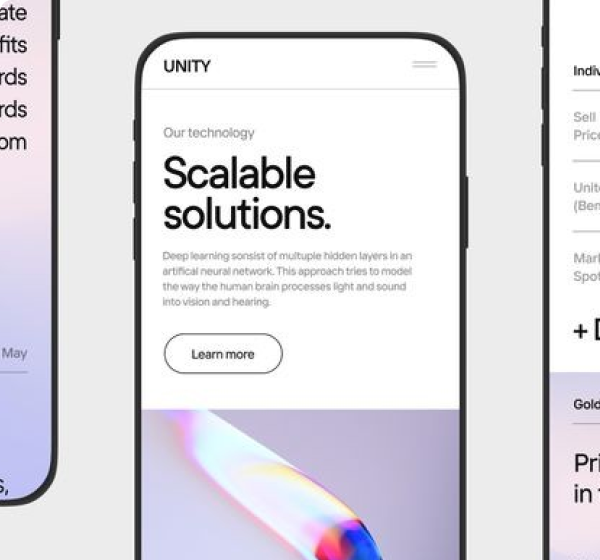 ate
fits
rds
rds
om
May
s,
UNITY
Our technology
Scalable
solutions.
Deep learning sonsist of multuple hidden layers in an
artifical neural network. This approach tries to model
the way the human brain processes light and sound
into vision and hearing.
Learn more
Indiv
Sell
Price
Unite
(Ben
Mark
Spot
+
Gold
Pri
in